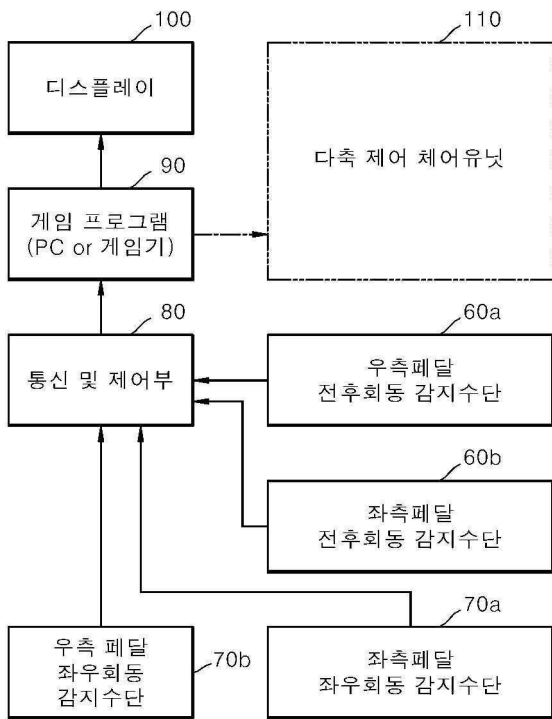 100
디스플레이
110
다축 제어 체어유닛
90
게임 프로그램
(PC or 게임기)
80
통신 및 제어부
60a
우측페달
전후회동 감지수단
60b
좌측페달
전후회동 감지수단
70b
우측 페달
좌우회동
감지수단
70a
좌측페달
좌우회동 감지수단